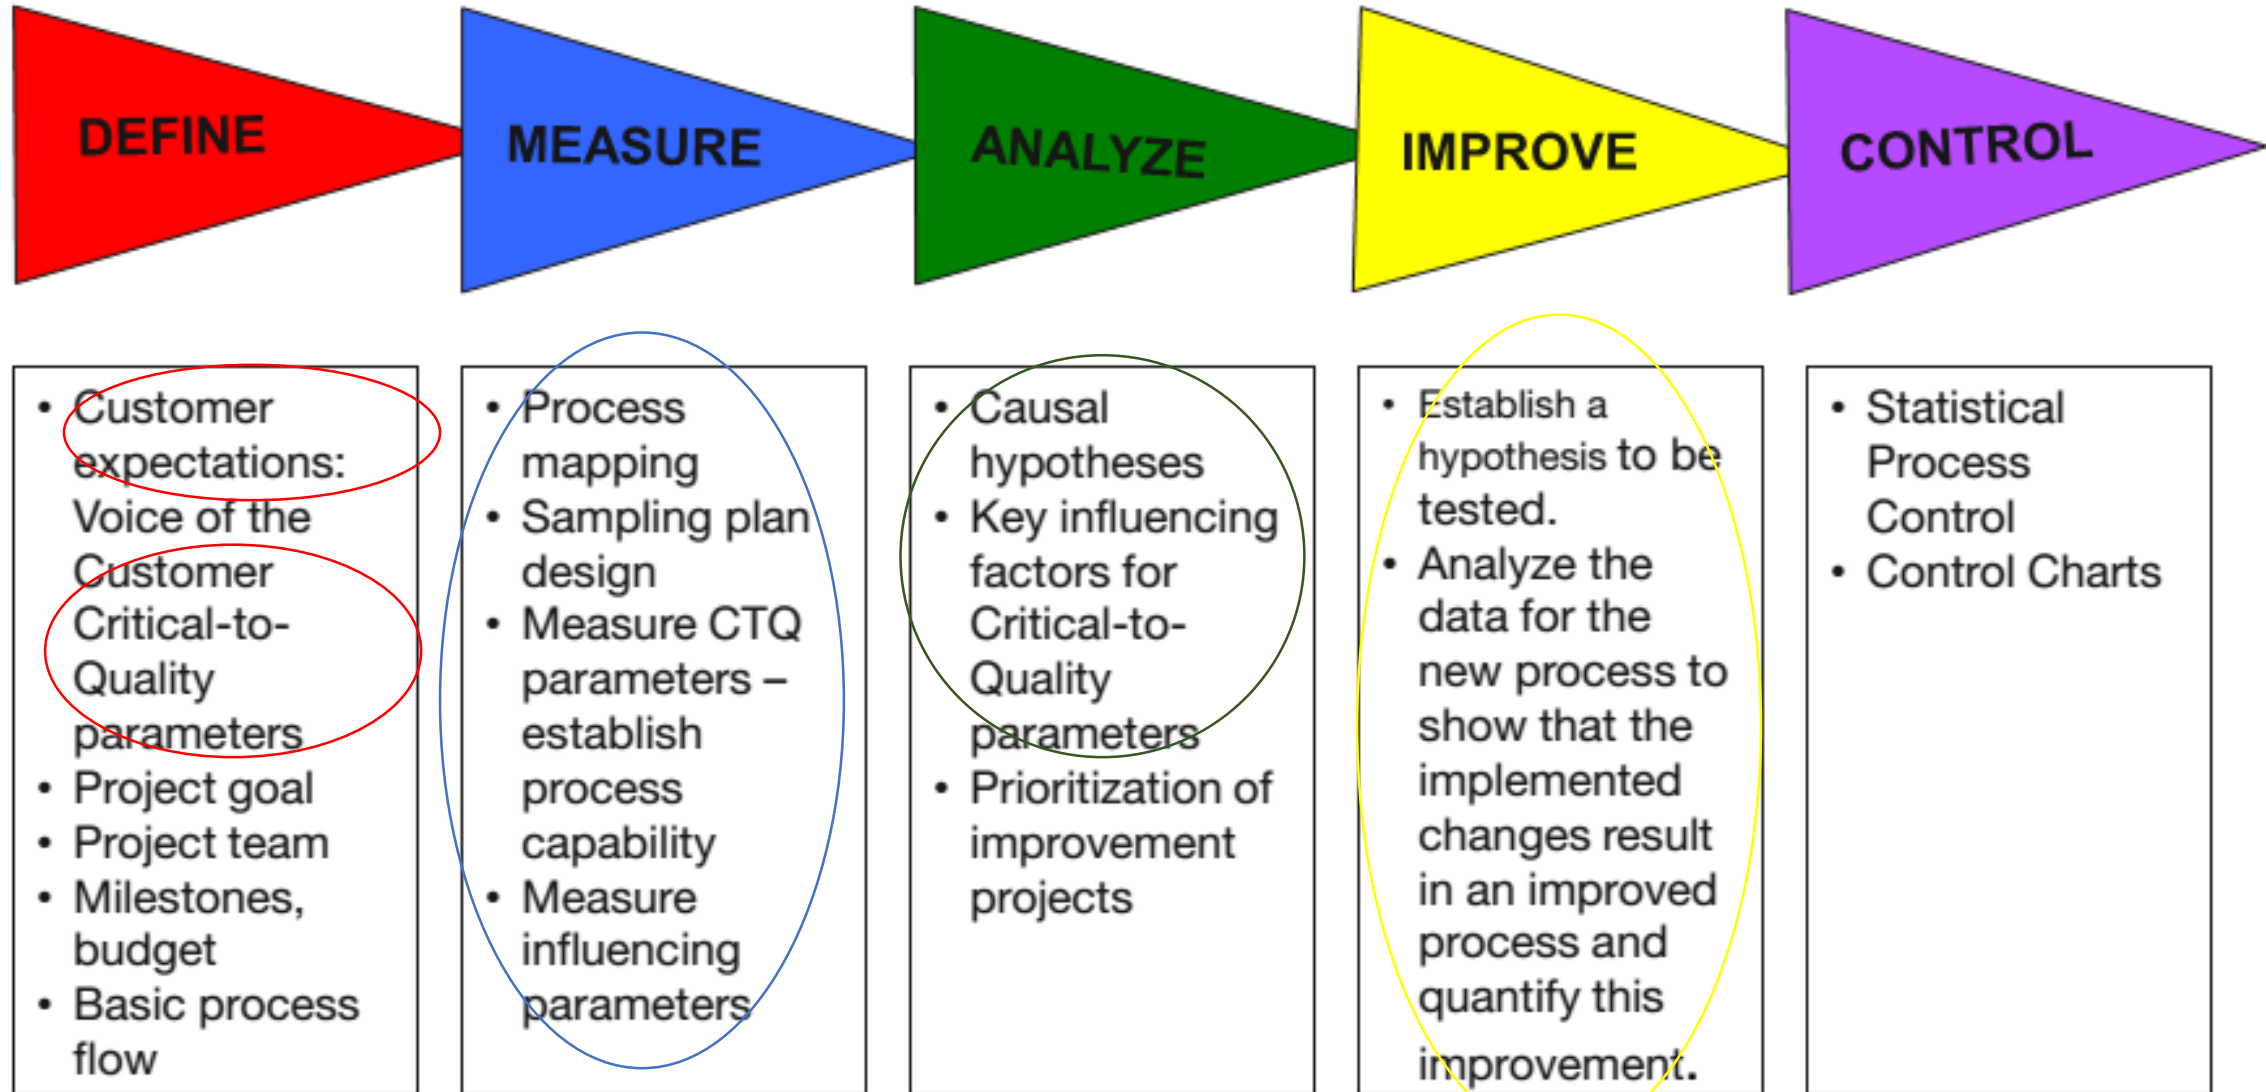 DEFINE
MEASURE
ANALYZE
IMPROVE
CONTROL
• Customer
expectations:
Voice of the
Customer
Critical-to-
Quality
parameters
• Project goal
• Project team
• Milestones,
budget
• Basic process
flow
• Process
mapping
• Sampling plan
design
• Measure CTQ
parameters –
establish
process
capability
• Measure
influencing
parameters
• Causal
hypotheses
• Key influencing
factors for
Critical-to-
Quality
parameters
• Prioritization of
improvement
projects
• Establish a
hypothesis to be
tested.
• Analyze the
data for the
new process to
show that the
implemented
changes result
in an improved
process and
quantify this
improvement.
• Statistical
Process
Control
• Control Charts